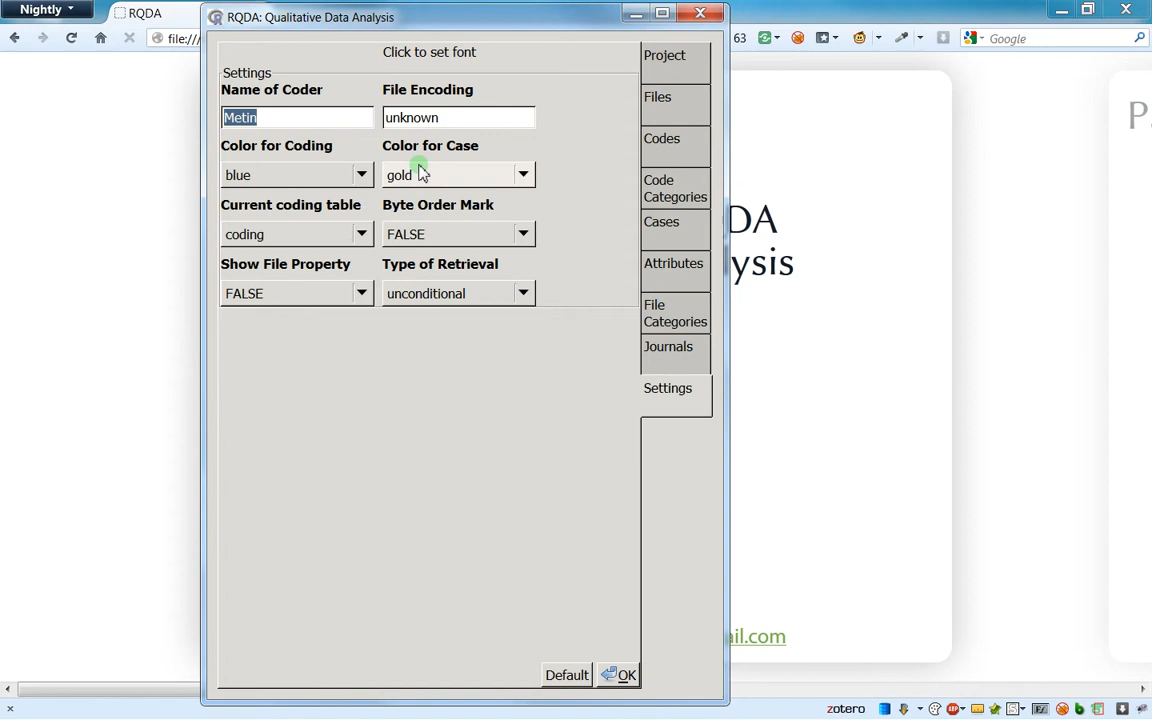 Nightly
RQDA
RQDA: Qualitative Data Analysis
file:///
63
Google
Click to set font
Settings
Name of Coder
File Encoding
Metin
unknown
Color for Coding
Color for Case
blue
gold
Current coding table
Byte Order Mark
coding
FALSE
Show File Property
Type of Retrieval
FALSE
unconditional
Default
OK
Project
Files
Codes
Code
Categories
Cases
Attributes
File
Categories
Journals
Settings
QDA
ysis
ail.com
P
zotero